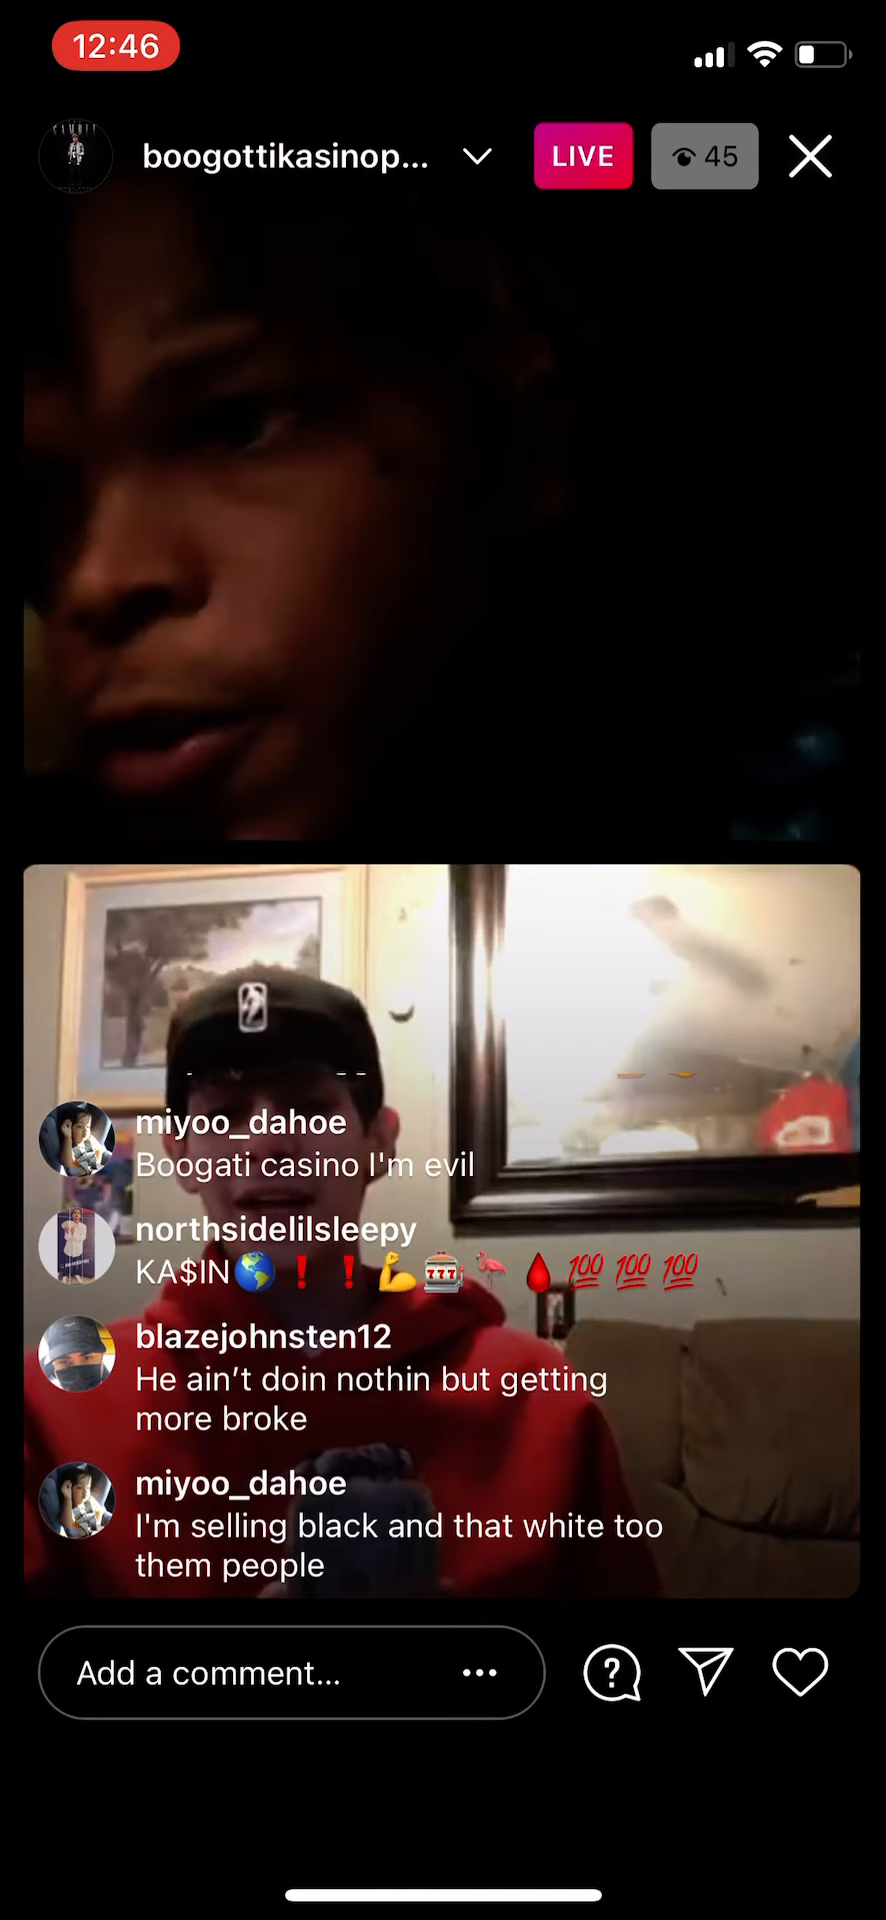 12:46
boogottikasinop...
LIVE
45
miyoo_dahoe
Boogati casino I'm evil
northsidelilsleepy
KA$IN🌎❗❗💪🎰🦩🩸💯💯💯
blazejohnsten12
He ain’t doin nothin but getting
more broke
miyoo_dahoe
I'm selling black and that white too
them people
Add a comment...